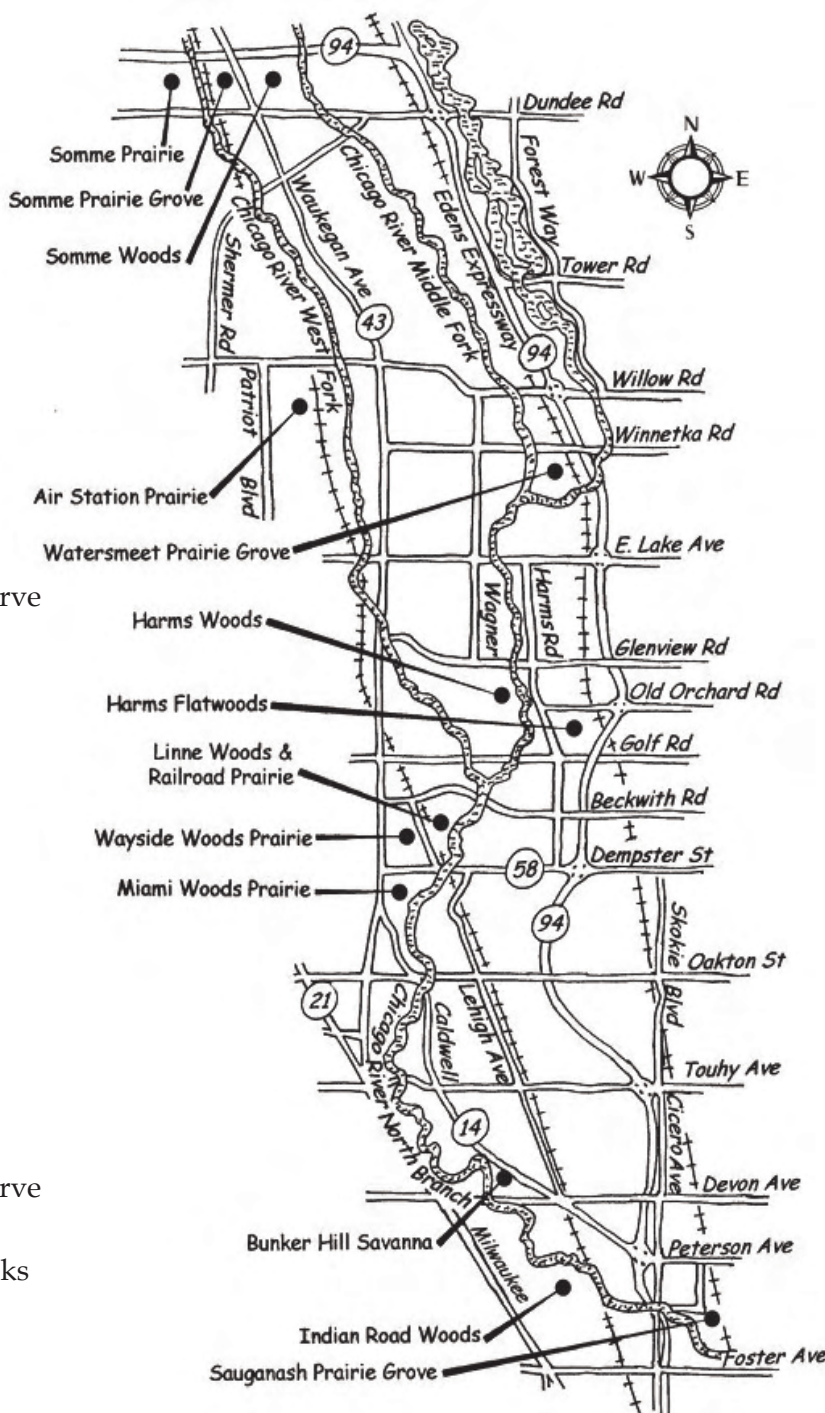 94
Dundee Rd
Somme Prairie
Somme Prairie Grove
Somme Woods
N
W
E
S
Forest Way
Chicago River Middle Fork
Edens Expressway
Waukegan Ave
Chicago River West Fork
Shermer Rd
Tower Rd
43
94
Patriot Blvd
Willow Rd
Winnetka Rd
Air Station Prairie
Watersmeet Prairie Grove
E. Lake Ave
rve
Harms Woods
Wagner
Harms Rd
Glenview Rd
Harms Flatwoods
Old Orchard Rd
Golf Rd
Linne Woods &
Railroad Prairie
Beckwith Rd
Wayside Woods Prairie
Dempster St
58
Miami Woods Prairie
94
Skokie Blvd
Oakton St
21
Chicago River North Branch
Caldwell
Lehigh Ave
Touhy Ave
Cicero Ave
14
rve
Devon Ave
Bunker Hill Savanna
Milwaukee
Peterson Ave
ks
Indian Road Woods
Sauganash Prairie Grove
Foster Ave